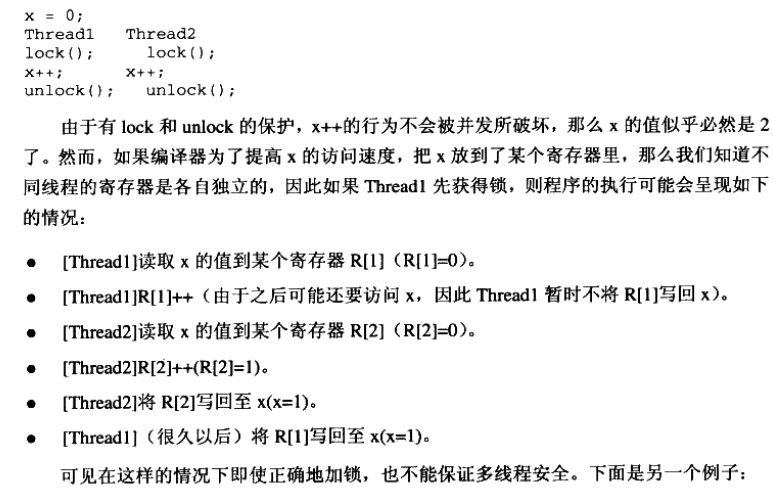 x = 0;
Thread1 Thread2
lock(); lock();
x++; x++;
unlock(); unlock();
由于有 lock 和 unlock 的保护，x++的行为不会被并发所破坏，那么 x 的值似乎必然是 2
了。然而，如果编译器为了提高 x 的访问速度，把 x 放到了某个寄存器里，那么我们知道不
同线程的寄存器是各自独立的，因此如果 Thread1 先获得锁，则程序的执行可能会呈现如下
的情况：
● [Thread1]读取 x 的值到某个寄存器 R[1]（R[1]=0）。
● [Thread1]R[1]++（由于之后可能还要访问 x，因此 Thread1 暂时不将 R[1]写回 x）。
● [Thread2]读取 x 的值到某个寄存器 R[2]（R[2]=0）。
● [Thread2]R[2]++(R[2]=1)。
● [Thread2]将 R[2]写回至 x(x=1)。
● [Thread1]（很久以后）将 R[1]写回至 x(x=1)。
可见在这样的情况下即使正确地加锁，也不能保证多线程安全。下面是另一个例子：